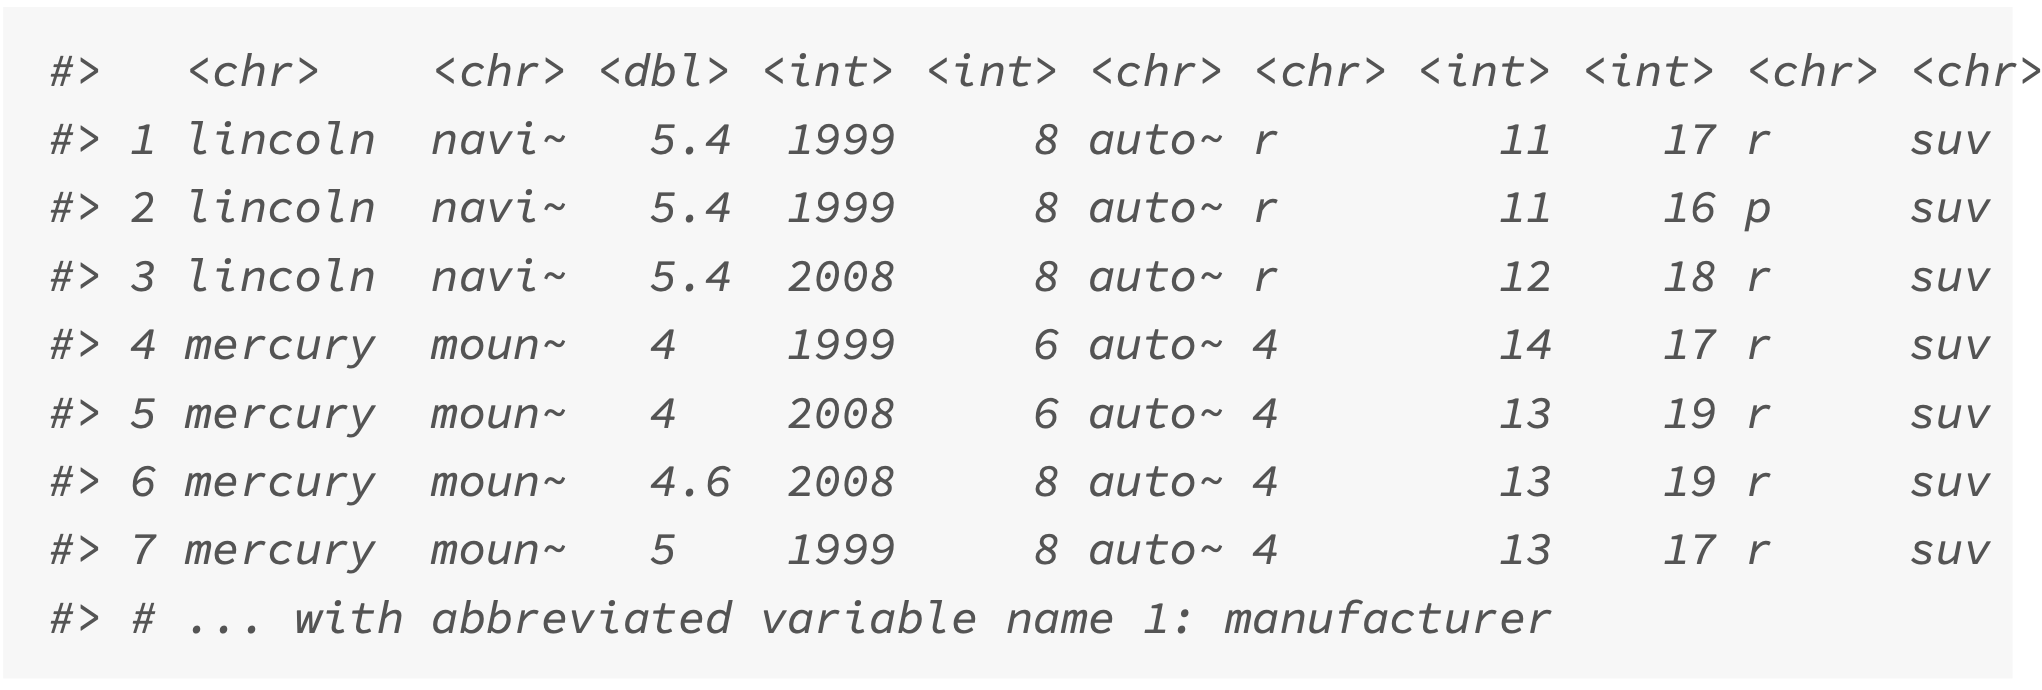 #>   <chr>    <chr> <dbl> <int> <int> <chr> <chr> <int> <int> <chr> <chr>
#> 1 lincoln  navi~   5.4  1999     8 auto~ r        11    17 r     suv
#> 2 lincoln  navi~   5.4  1999     8 auto~ r        11    16 p     suv
#> 3 lincoln  navi~   5.4  2008     8 auto~ r        12    18 r     suv
#> 4 mercury  moun~   4    1999     6 auto~ 4        14    17 r     suv
#> 5 mercury  moun~   4    2008     6 auto~ 4        13    19 r     suv
#> 6 mercury  moun~   4.6  2008     8 auto~ 4        13    19 r     suv
#> 7 mercury  moun~   5    1999     8 auto~ 4        13    17 r     suv
#> # ... with abbreviated variable name 1: manufacturer